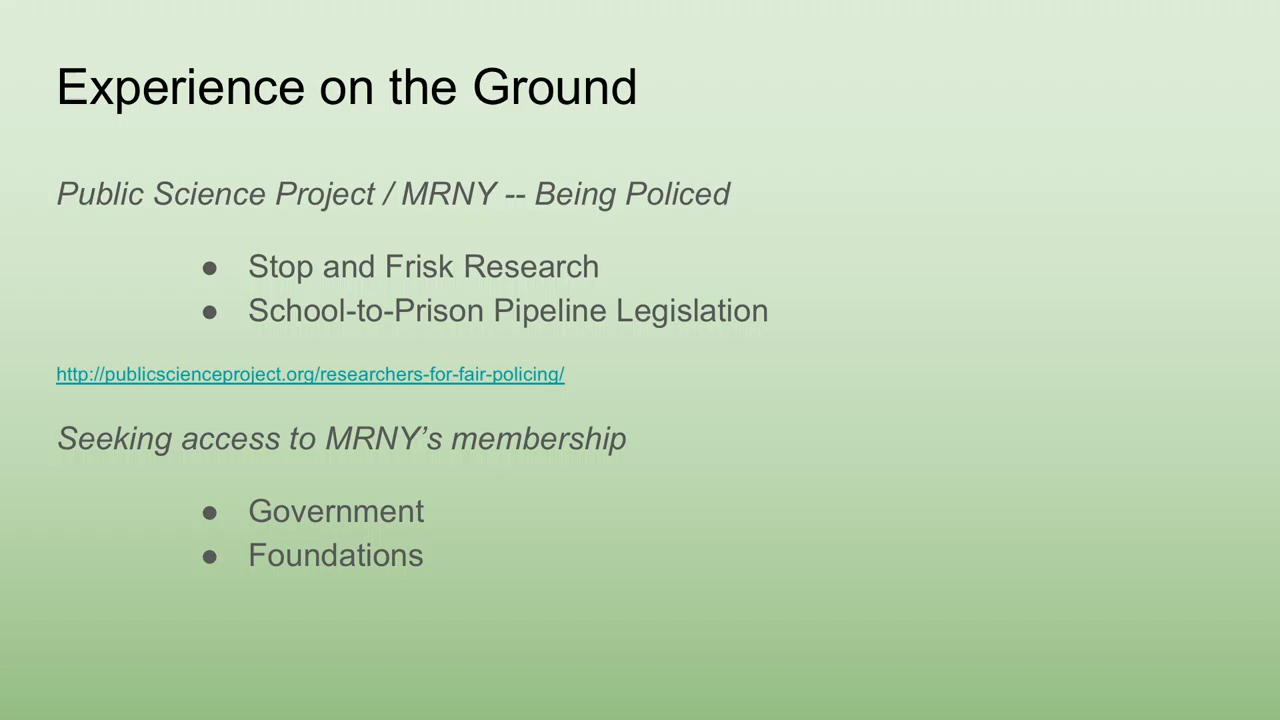 Experience on the Ground
Public Science Project / MRNY -- Being Policed
● Stop and Frisk Research
● School-to-Prison Pipeline Legislation
http://publicscienceproject.org/researchers-for-fair-policing/
Seeking access to MRNY’s membership
● Government
● Foundations